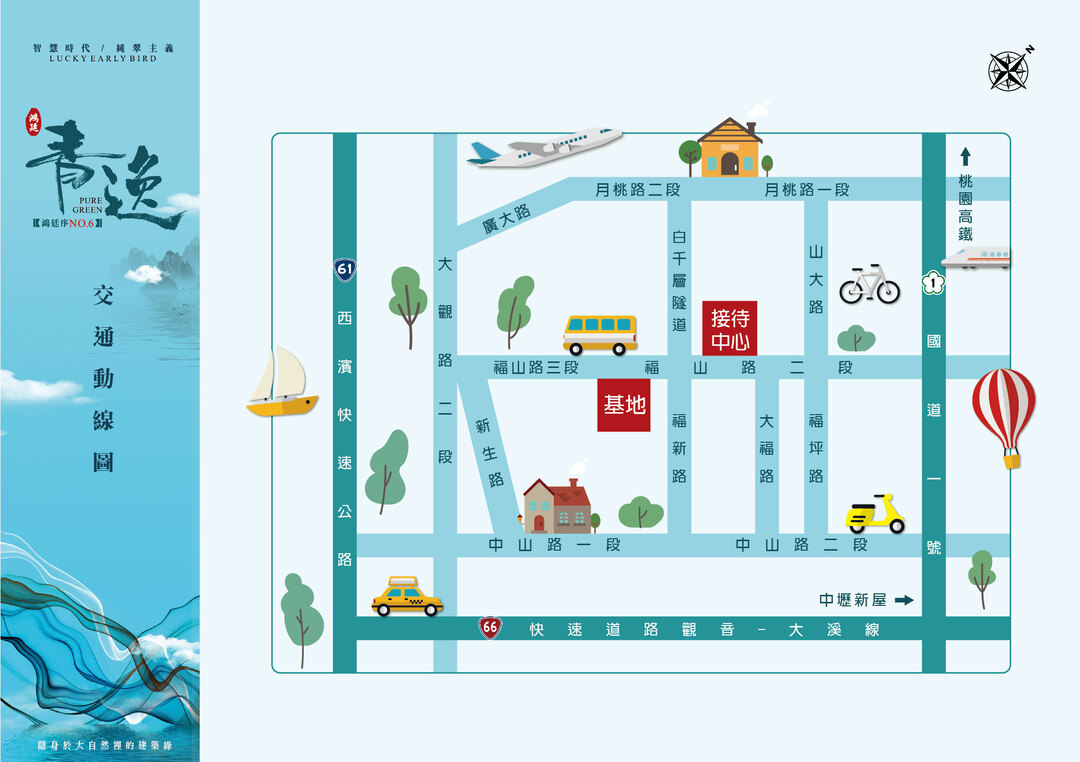 智慧時代 / 純翠主義
LUCKY EARLY BIRD
鴻廷
青逸
PURE
GREEN
【鴻廷序NO.6】
交通動線圖
隱身於大自然裡的建築綠
N
月桃路二段
月桃路一段
桃園高鐵
廣大路
白千層隧道
山大路
61
西濱快速公路
大觀路二段
1
國道一號
接待
中心
福山路三段
福山路二段
基地
新生路
福新路
大福路
福坪路
中山路一段
中山路二段
中壢新屋
66
快速道路觀音-大溪線